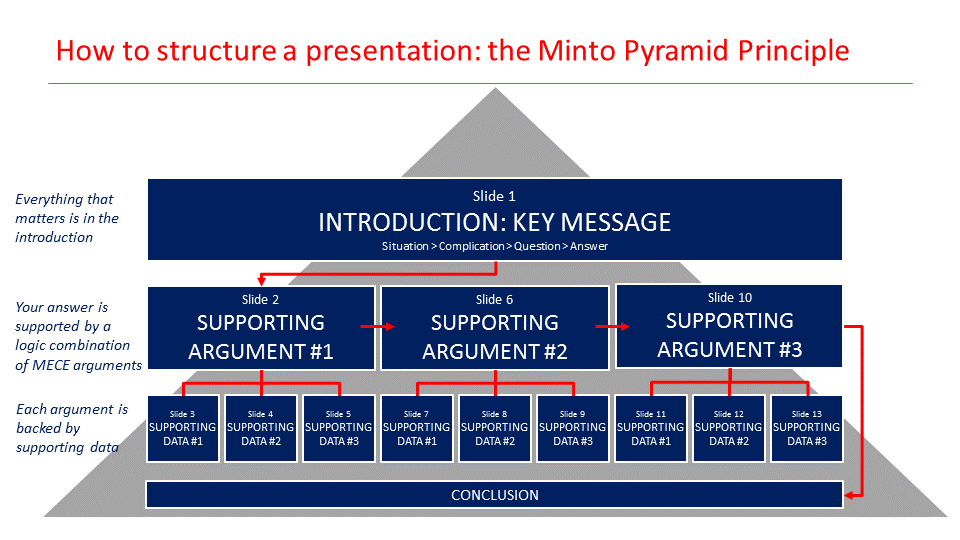 How to structure a presentation: the Minto Pyramid Principle
Everything that
matters is in the
introduction
Slide 1
INTRODUCTION: KEY MESSAGE
Situation > Complication > Question > Answer
Your answer is
supported by a
logic combination
of MECE arguments
Slide 2
SUPPORTING
ARGUMENT #1
Slide 6
SUPPORTING
ARGUMENT #2
Slide 10
SUPPORTING
ARGUMENT #3
Each argument is
backed by
supporting data
Slide 3
SUPPORTING
DATA #1
Slide 4
SUPPORTING
DATA #2
Slide 5
SUPPORTING
DATA #3
Slide 7
SUPPORTING
DATA #1
Slide 8
SUPPORTING
DATA #2
Slide 9
SUPPORTING
DATA #3
Slide 11
SUPPORTING
DATA #1
Slide 12
SUPPORTING
DATA #2
Slide 13
SUPPORTING
DATA #3
CONCLUSION